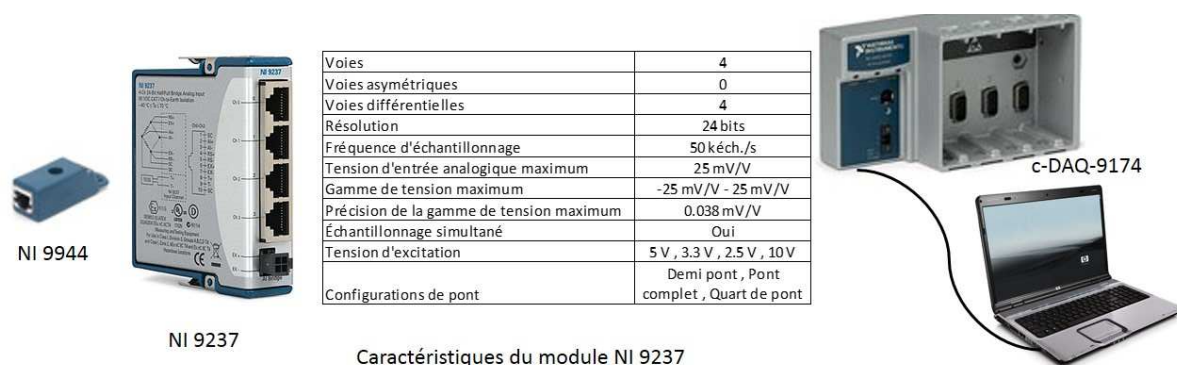 NI 9944
NI 9237
NI 9237
Voies 4
Voies asymétriques 0
Voies différentielles 4
Résolution 24 bits
Fréquence d'échantillonnage 50 kéch./s
Tension d'entrée analogique maximum 25 mV/V
Gamme de tension maximum -25 mV/V - 25 mV/V
Précision de la gamme de tension maximum 0.038 mV/V
Échantillonnage simultané Oui
Tension d'excitation 5 V , 3.3 V , 2.5 V , 10 V
Configurations de pont Demi pont , Pont
complet , Quart de pont
Caractéristiques du module NI 9237
c-DAQ-9174